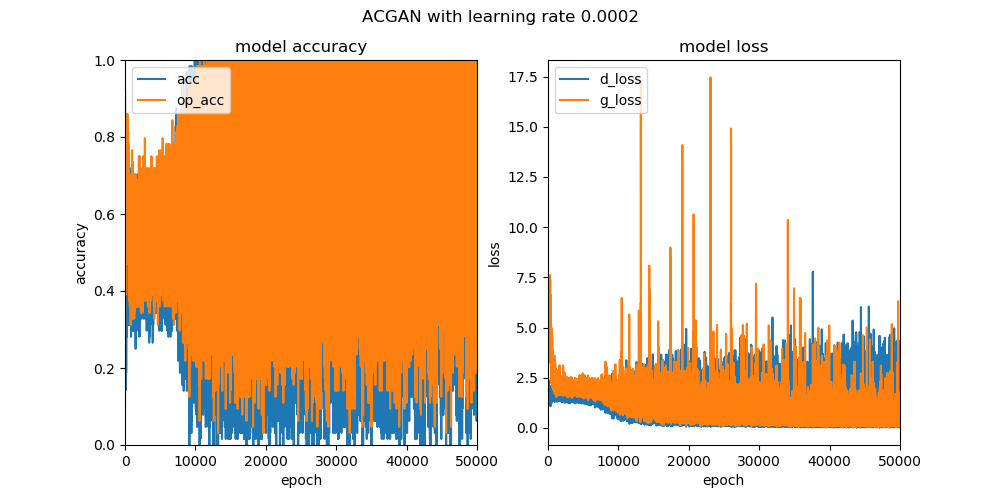 ACGAN with learning rate 0.0002
model accuracy
acc
op_acc
accuracy
1.0
0.8
0.6
0.4
0.2
0.0
0 10000 20000 30000 40000 50000
epoch
model loss
d_loss
g_loss
loss
17.5
15.0
12.5
10.0
7.5
5.0
2.5
0.0
0 10000 20000 30000 40000 50000
epoch